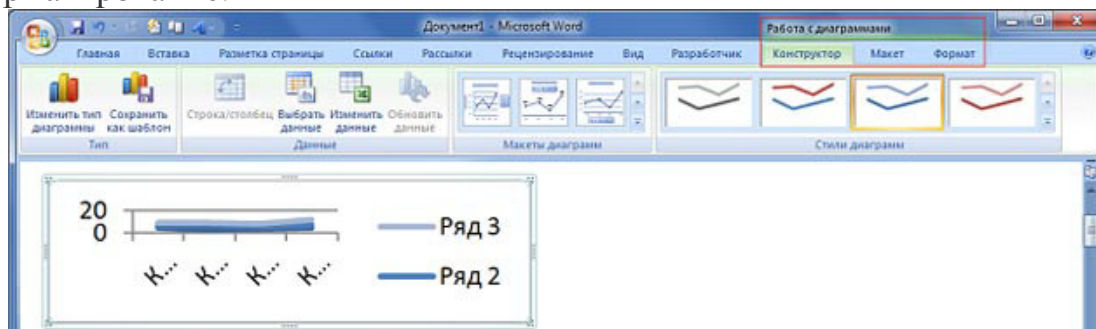 Документ1 - Microsoft Word
Работа с диаграммами
Главная Вставка Разметка страницы Ссылки Рассылки Рецензирование Вид Разработчик Конструктор Макет Формат
Изменить тип диаграммы Сохранить как шаблон Строка/столбец Выбрать данные Изменить данные Обновить данные
Тип Данные Макеты диаграмм Стили диаграмм
20
0
К... К... К... К...
Ряд 3
Ряд 2